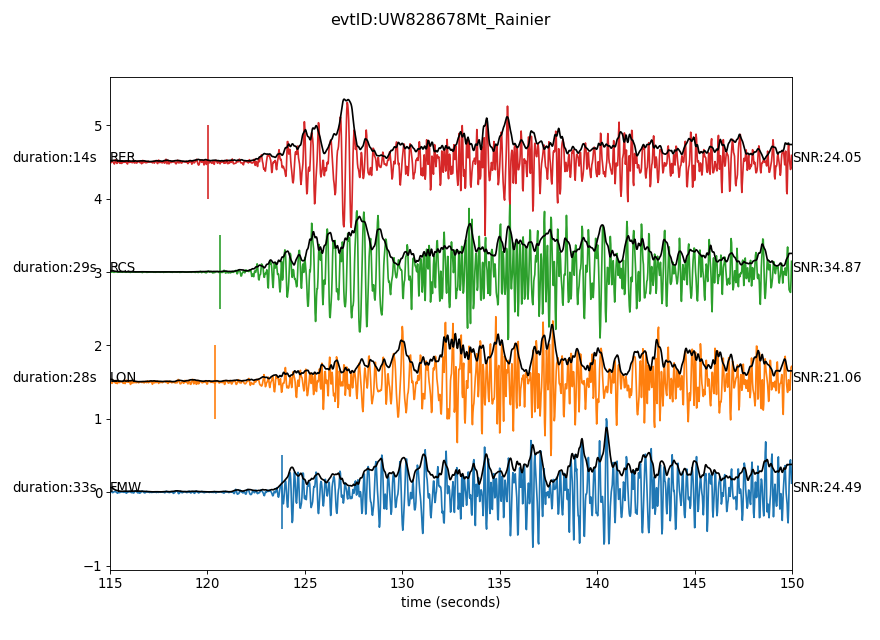 evtID:UW828678Mt_Rainier
5
duration:14s RER SNR:24.05
4
duration:29s RCS SNR:34.87
3
2
duration:28s LON SNR:21.06
1
duration:33s FMW SNR:24.49
0
−1
115 120 125 130 135 140 145 150
time (seconds)